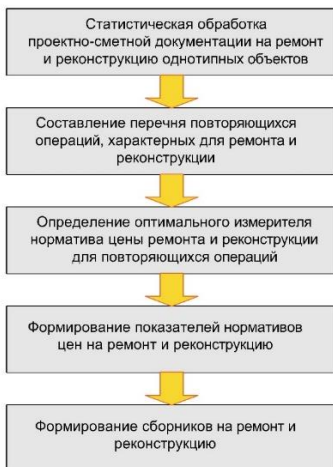 Статистическая обработка
проектно-сметной документации на ремонт
и реконструкцию однотипных объектов
Составление перечня повторяющихся
операций, характерных для ремонта и
реконструкции
Определение оптимального измерителя
норматива цены ремонта и реконструкции
для повторяющихся операций
Формирование показателей нормативов
цен на ремонт и реконструкцию
Формирование сборников на ремонт и
реконструкцию